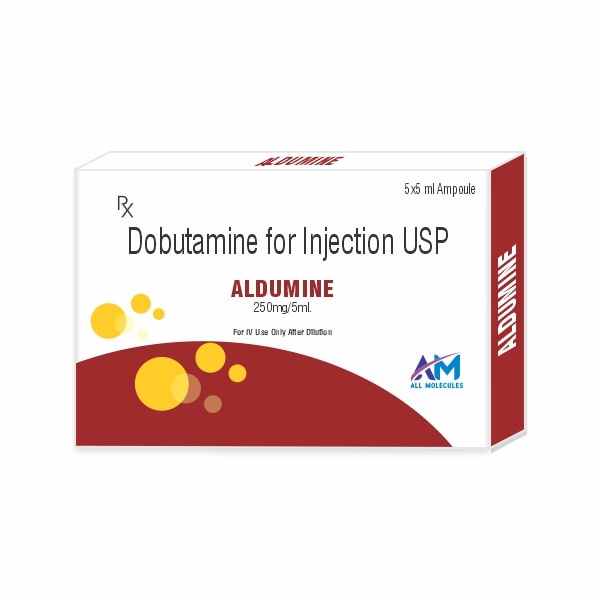 ALDUMINE
5x5 ml Ampoule
Rx
Dobutamine for Injection USP
ALDUMINE
250mg/5ml.
For IV Use Only After Dilution
AM
ALL MOLECULES
ALDUMINE